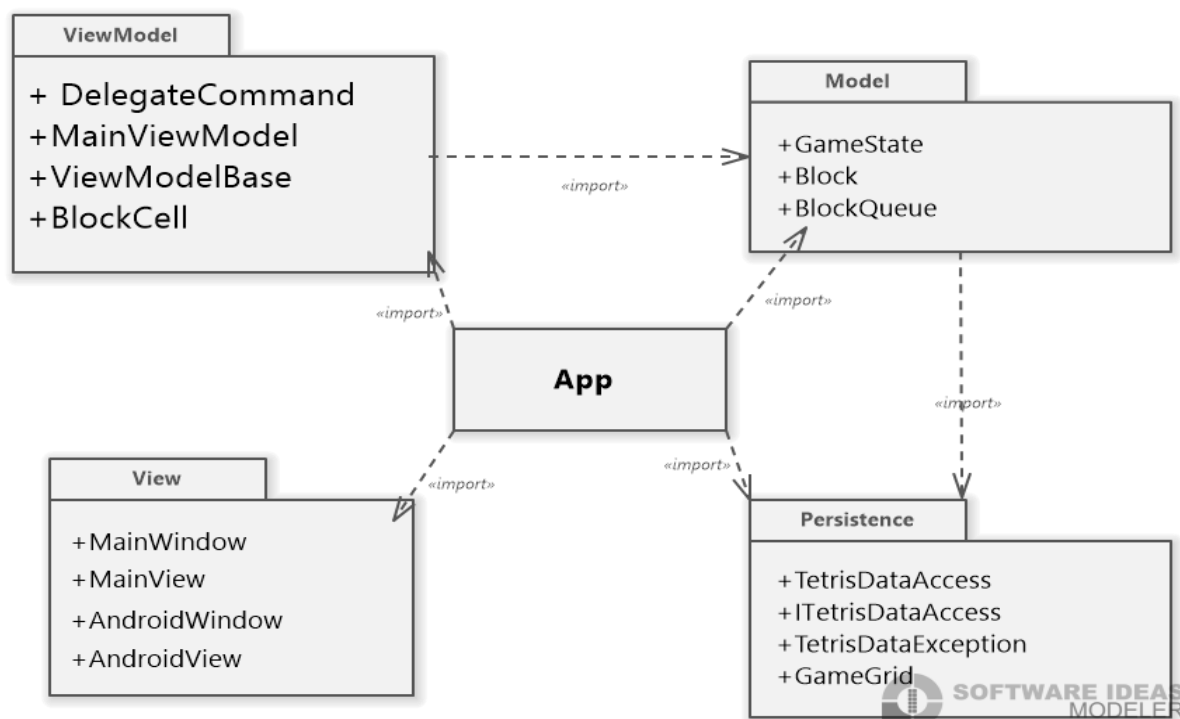 ViewModel
+ DelegateCommand
+MainViewModel
+ViewModelBase
+BlockCell
«import»
Model
+GameState
+Block
+BlockQueue
«import»
«import»
App
«import»
«import»
«import»
View
+MainWindow
+MainView
+AndroidWindow
+AndroidView
Persistence
+TetrisDataAccess
+ITetrisDataAccess
+TetrisDataException
+GameGrid
SOFTWARE IDEAS
MODELER